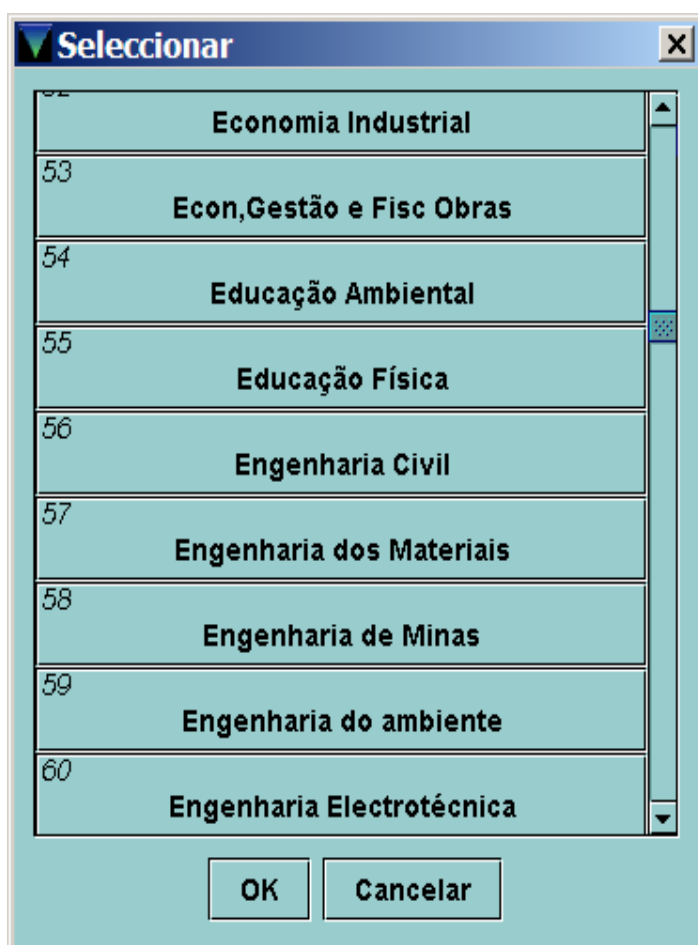 Seleccionar
Economia Industrial
53
Econ,Gestão e Fisc Obras
54
Educação Ambiental
55
Educação Física
56
Engenharia Civil
57
Engenharia dos Materiais
58
Engenharia de Minas
59
Engenharia do ambiente
60
Engenharia Electrotécnica
OK Cancelar